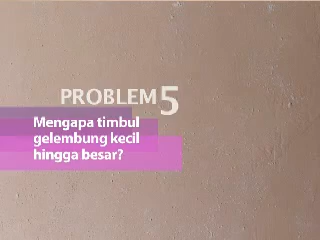 PROBLEM 5
Mengapa timbul
gelembung kecil
hingga besar?